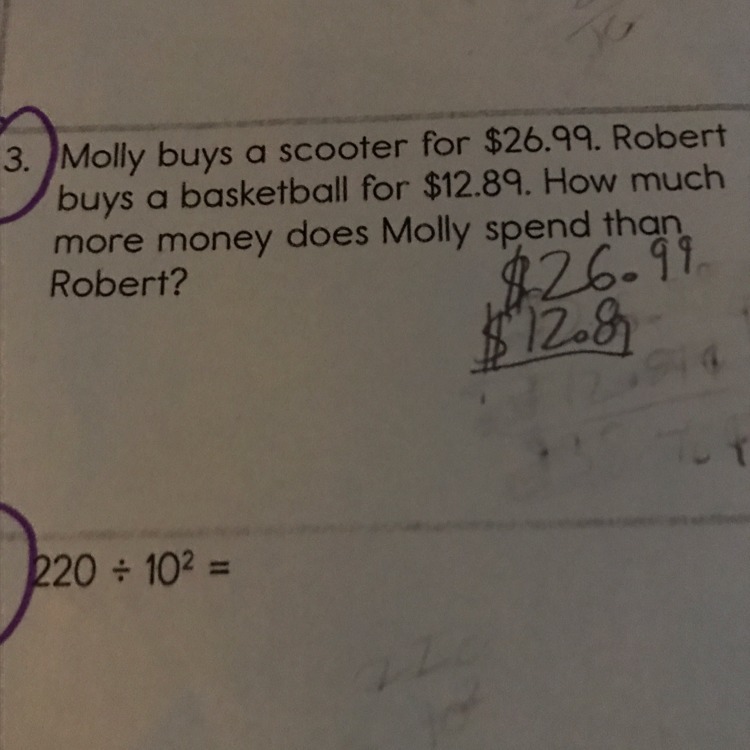 3. Molly buys a scooter for $26.99. Robert
buys a basketball for $12.89. How much
more money does Molly spend than
Robert?
$26.99
$12.89
220 ÷ 10² =